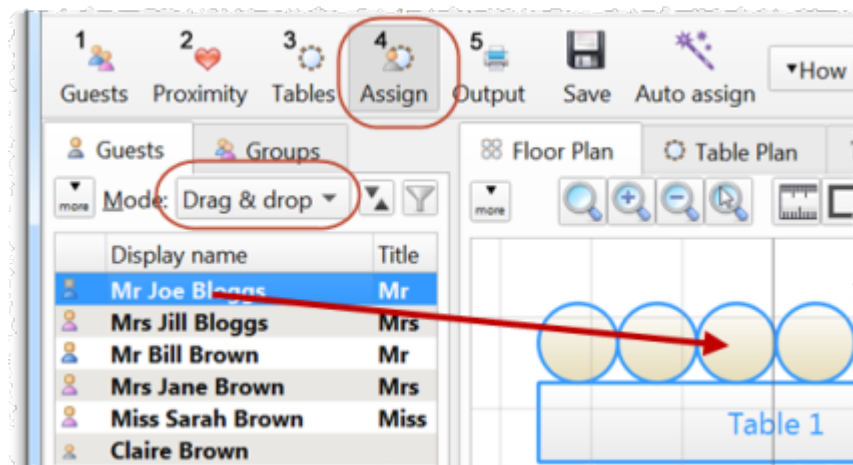 1 2 3 4 5
Guests Proximity Tables Assign Output Save Auto assign ▼How
Guests Groups Floor Plan Table Plan
more Mode: Drag & drop more
Display name Title
Mr Joe Bloggs Mr
Mrs Jill Bloggs Mrs
Mr Bill Brown Mr
Mrs Jane Brown Mrs
Miss Sarah Brown Miss
Table 1
Claire Brown